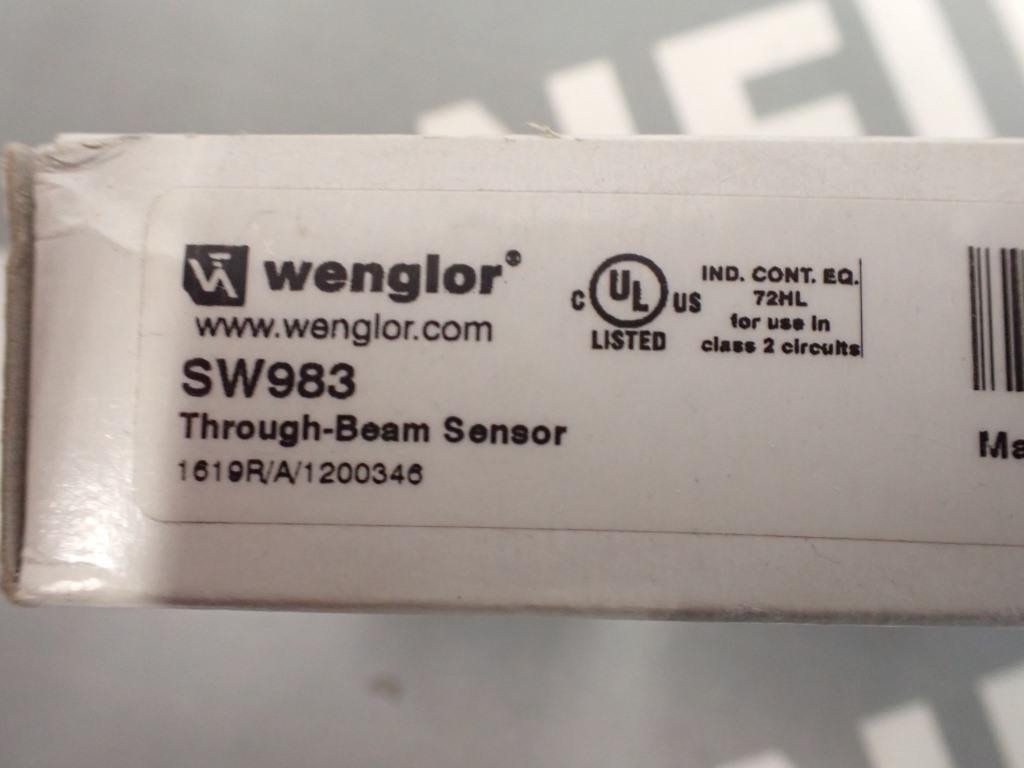 wenglor®
www.wenglor.com
SW983
Through-Beam Sensor
1619R/A/1200346
C UL US
LISTED
IND. CONT. EQ.
72HL
for use in
class 2 circuits
Ma